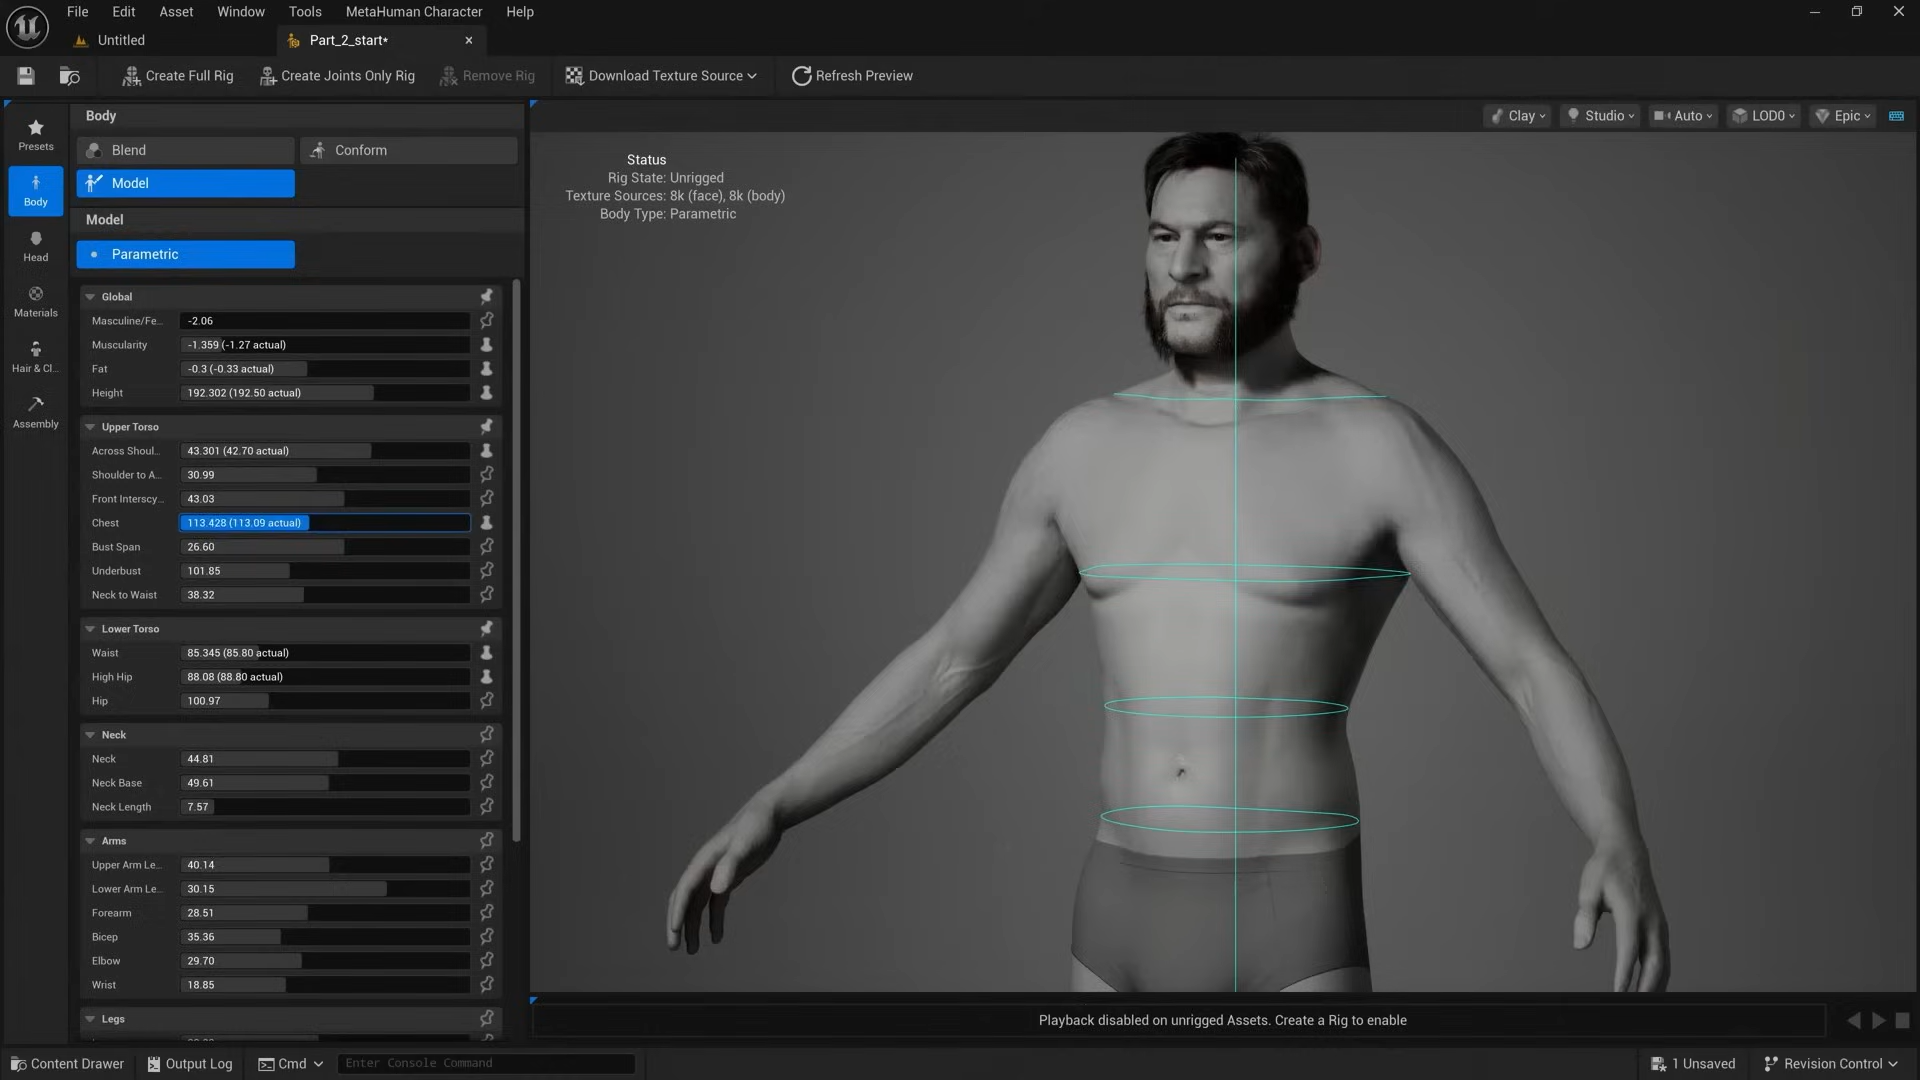 File Edit Asset Window Tools MetaHuman Character Help
Untitled Part_2_start*
Create Full Rig Create Joints Only Rig Remove Rig Download Texture Source Refresh Preview
Body
Presets
Blend Conform
Model
Body
Model
Head
Parametric
Materials
Hair & Cl...
Assembly
Global
Masculine/Fe... -2.06
Muscularity -1.359 (-1.27 actual)
Fat -0.3 (-0.33 actual)
Height 192.302 (192.50 actual)
Upper Torso
Across Shoul... 43.301 (42.70 actual)
Shoulder to A... 30.99
Front Interscy... 43.03
Chest 113.428 (113.09 actual)
Bust Span 26.60
Underbust 101.85
Neck to Waist 38.32
Lower Torso
Waist 85.345 (85.80 actual)
High Hip 88.08 (88.80 actual)
Hip 100.97
Neck
Neck 44.81
Neck Base 49.61
Neck Length 7.57
Arms
Upper Arm Le... 40.14
Lower Arm Le... 30.15
Forearm 28.51
Bicep 35.36
Elbow 29.70
Wrist 18.85
Legs
Clay Studio Auto LOD0 Epic
Status
Rig State: Unrigged
Texture Sources: 8k (face), 8k (body)
Body Type: Parametric
Playback disabled on unrigged Assets. Create a Rig to enable
Content Drawer Output Log Cmd Enter Console Command 1 Unsaved Revision Control